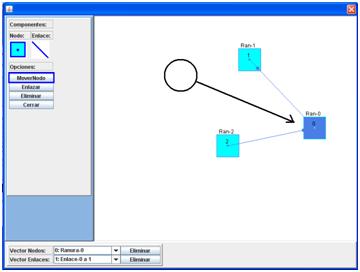 Componentes:
Nodo: Enlace:
Opciones:
MoverNodo
Enlazar
Eliminar
Cerrar
Ran-1
1
Ran-0
0
Ran-2
2
Vector Nodos: 0: Ranura-0 Eliminar
Vector Enlaces: 1: Enlace-0 a 1 Eliminar